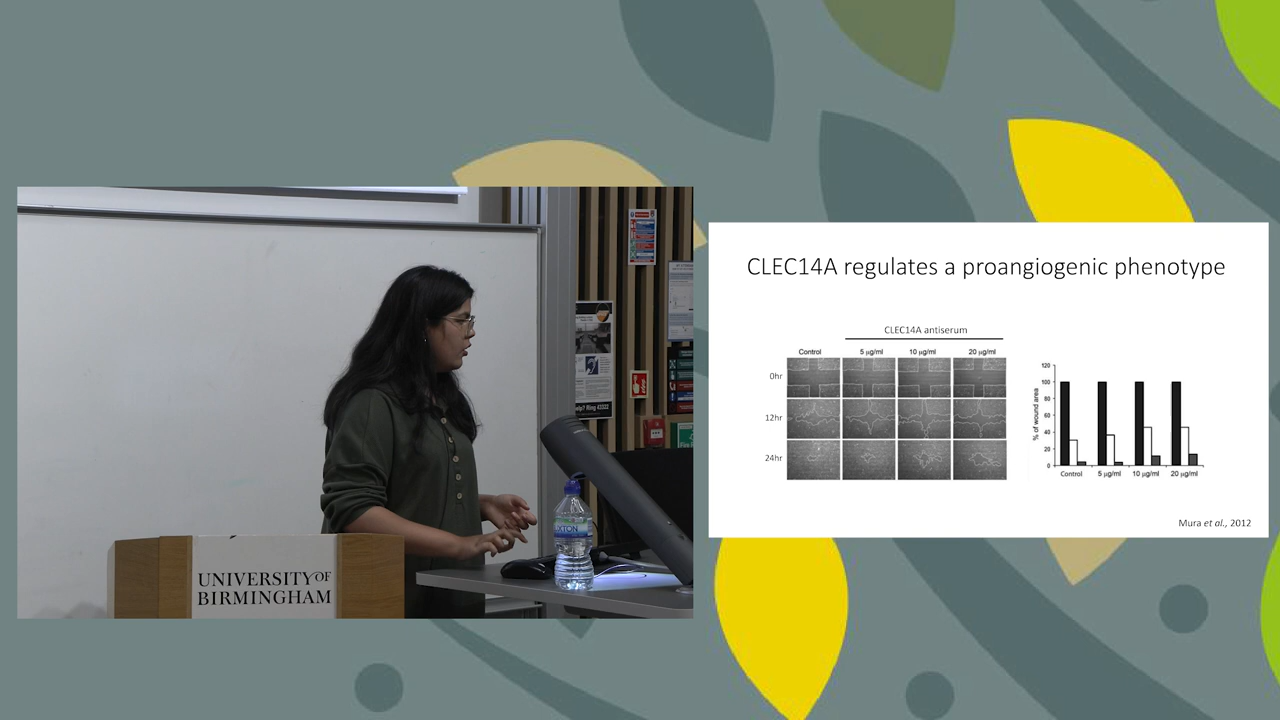 UNIVERSITY OF
BIRMINGHAM
CLEC14A regulates a proangiogenic phenotype
CLEC14A antiserum
Control 5 μg/ml 10 μg/ml 20 μg/ml
0hr
12hr
24hr
% of wound area
120
100
80
60
40
20
0
Control 5 μg/ml 10 μg/ml 20 μg/ml
Mura et al., 2012